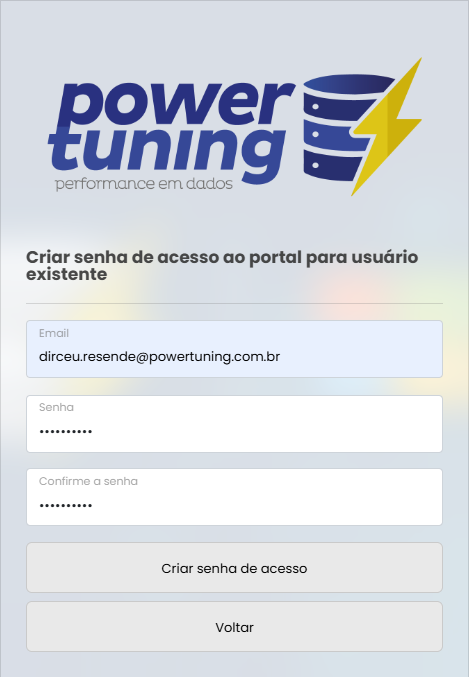 power
tuning
performance em dados
Criar senha de acesso ao portal para usuário
existente
Email
dirceu.resende@powertuning.com.br
Senha
••••••••••
Confirme a senha
••••••••••
Criar senha de acesso
Voltar